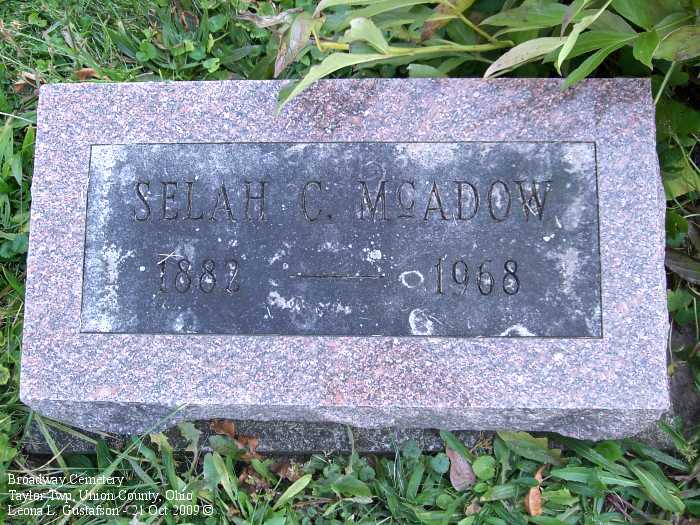 SELAH C. McADOW
1882 — 1968
Broadway Cemetery
Taylor Twp, Union County, Ohio
Leona L. Gustafson - 21 Oct 2009 ©